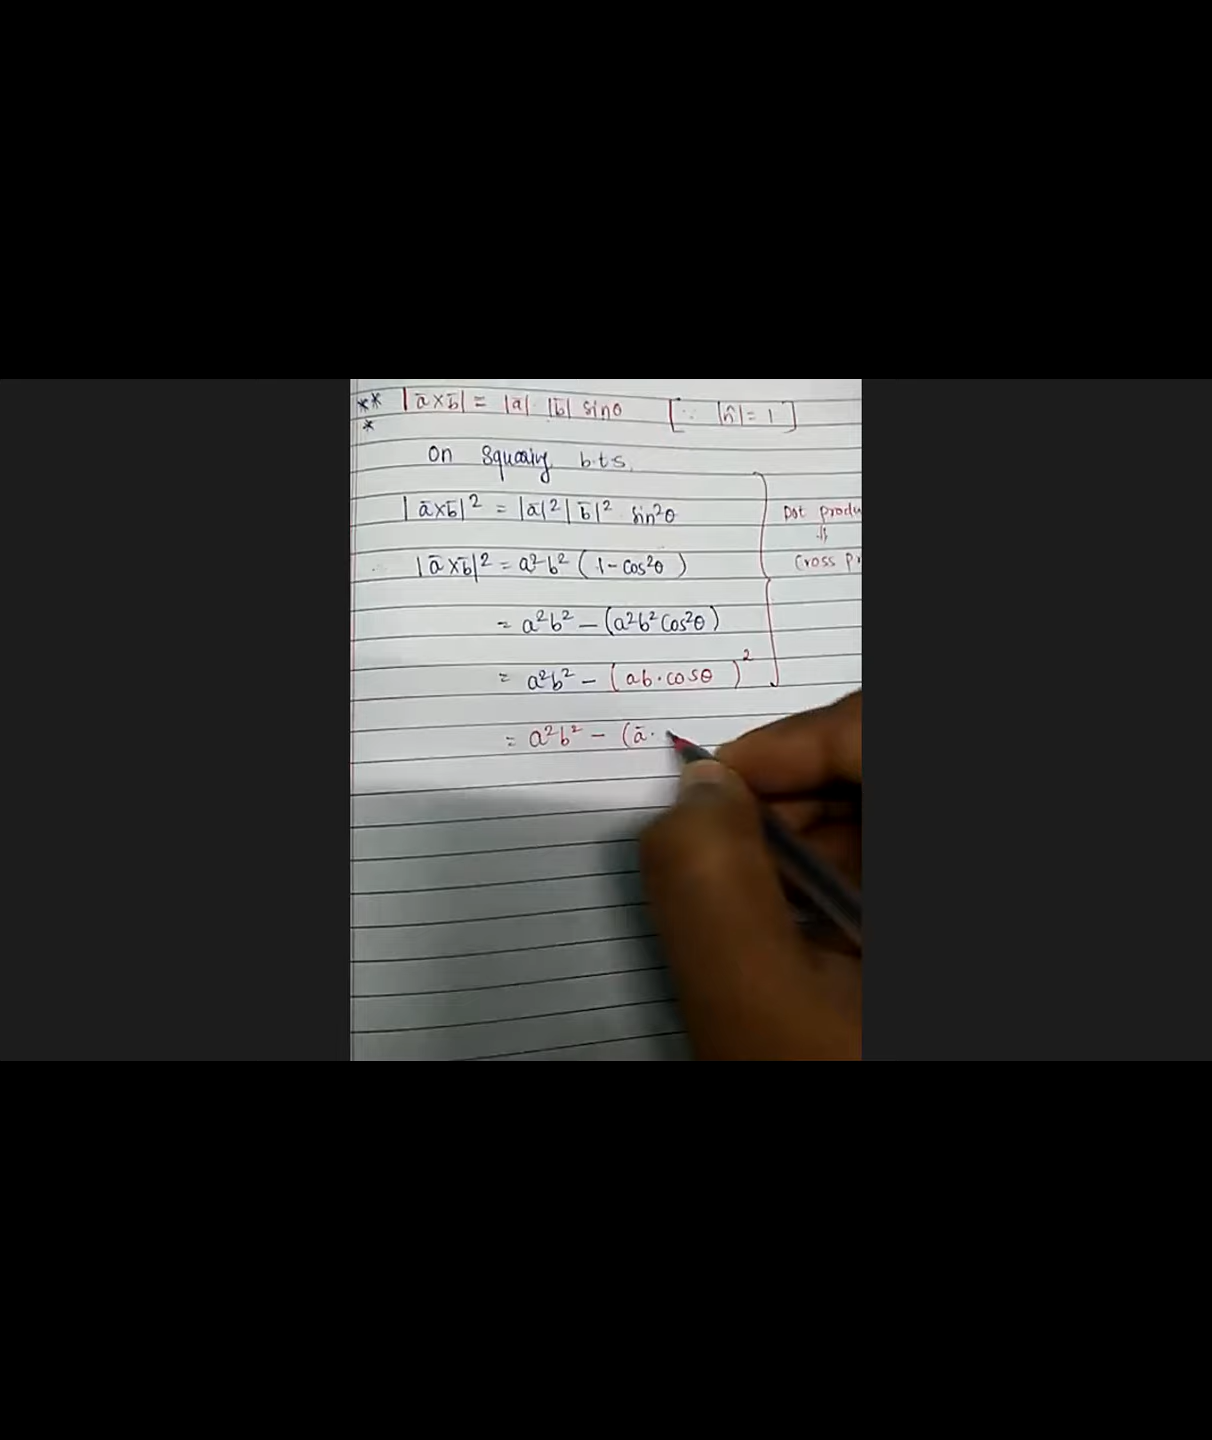 ** |a̅×b̅| = |a̅| |b̅| sinθ [∵ |n̂| = 1]
*
On Squaring b.t.s.
|a̅×b̅|² = |a̅|² |b̅|² sin²θ
Dot produ
⇓
|a̅×b̅|² = a²b² (1-cos²θ)
Cross pr
= a²b² – (a²b² cos²θ)
= a²b² – (ab·cosθ)²
= a²b² – (a̅·